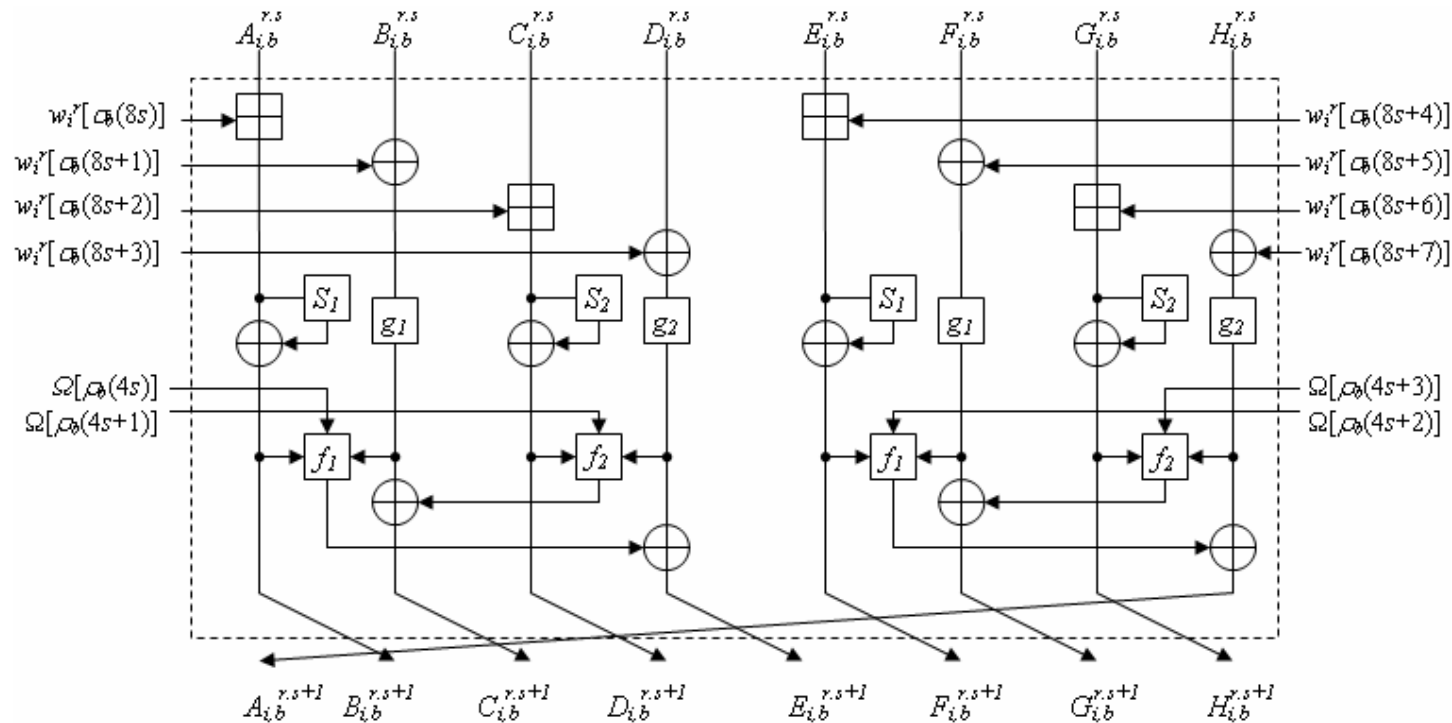 A_{i,b}^{r.s} B_{i,b}^{r.s} C_{i,b}^{r.s} D_{i,b}^{r.s} E_{i,b}^{r.s} F_{i,b}^{r.s} G_{i,b}^{r.s} H_{i,b}^{r.s}
w_i^r[σ_b(8s)] w_i^r[σ_b(8s+4)]
w_i^r[σ_b(8s+1)] w_i^r[σ_b(8s+5)]
w_i^r[σ_b(8s+2)] w_i^r[σ_b(8s+6)]
w_i^r[σ_b(8s+3)] w_i^r[σ_b(8s+7)]
S_1 g_1 S_2 g_2 S_1 g_1 S_2 g_2
Ω[ρ_b(4s)] Ω[ρ_b(4s+3)]
Ω[ρ_b(4s+1)] Ω[ρ_b(4s+2)]
f_1 f_2 f_1 f_2
A_{i,b}^{r.s+1} B_{i,b}^{r.s+1} C_{i,b}^{r.s+1} D_{i,b}^{r.s+1} E_{i,b}^{r.s+1} F_{i,b}^{r.s+1} G_{i,b}^{r.s+1} H_{i,b}^{r.s+1}